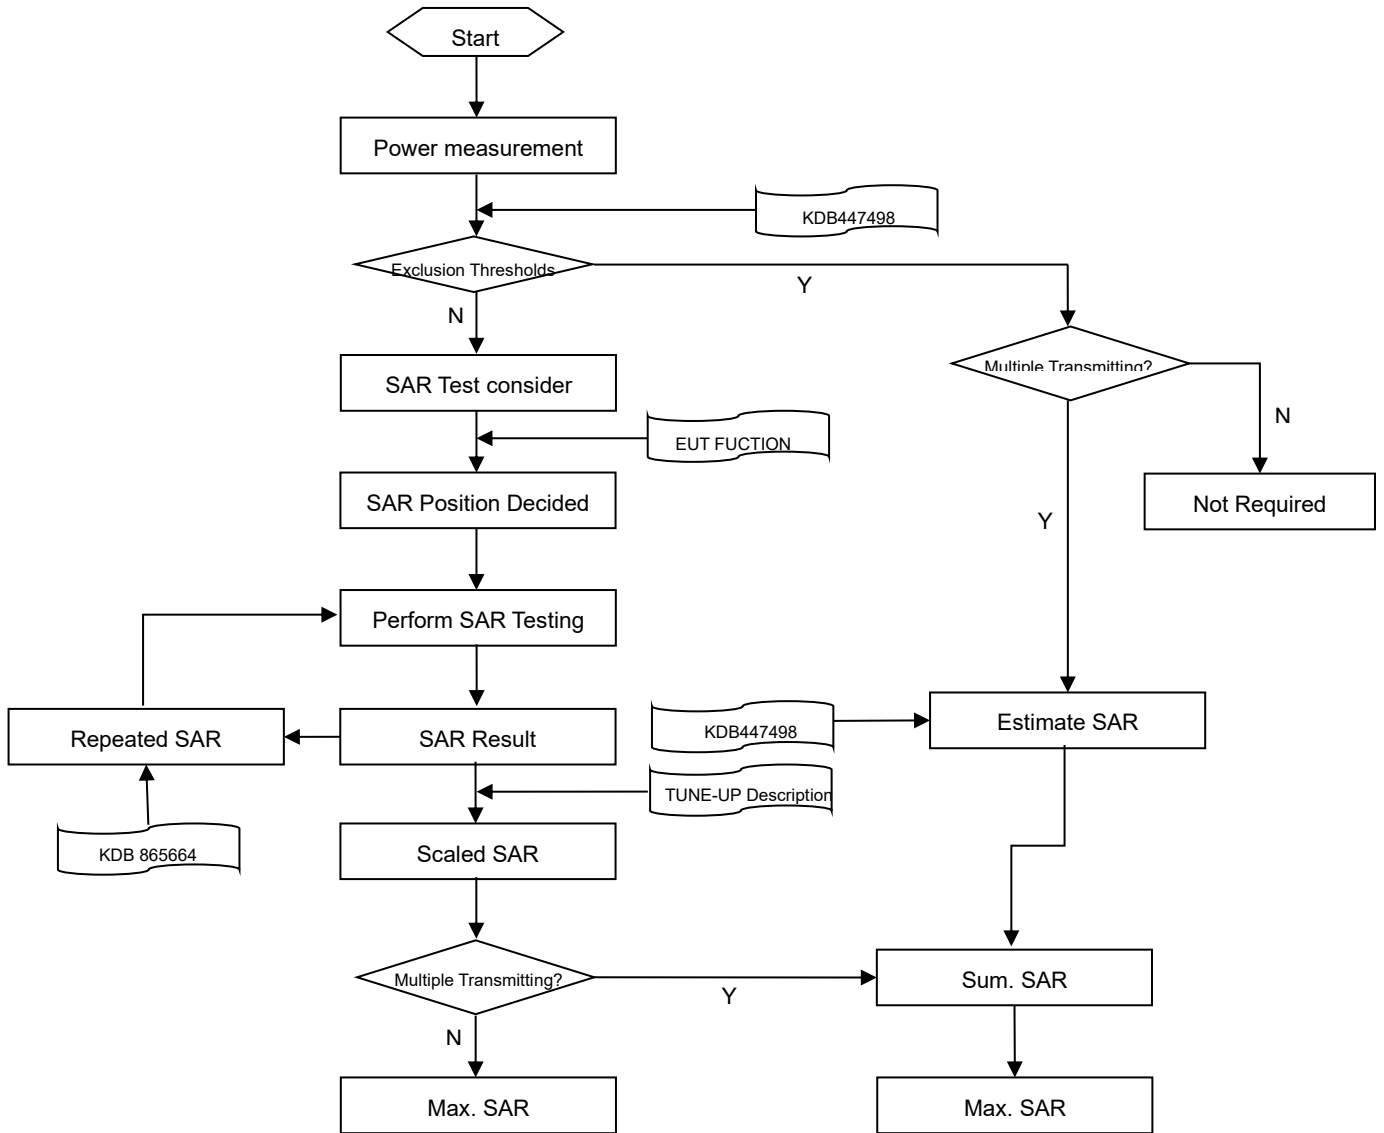 Start
Power measurement
KDB447498
Exclusion Thresholds
Y
N
Multiple Transmitting?
SAR Test consider
N
EUT FUCTION
SAR Position Decided
Not Required
Y
Perform SAR Testing
Repeated SAR
SAR Result
KDB447498
Estimate SAR
TUNE-UP Description
KDB 865664
Scaled SAR
Multiple Transmitting?
Y
Sum. SAR
N
Max. SAR
Max. SAR